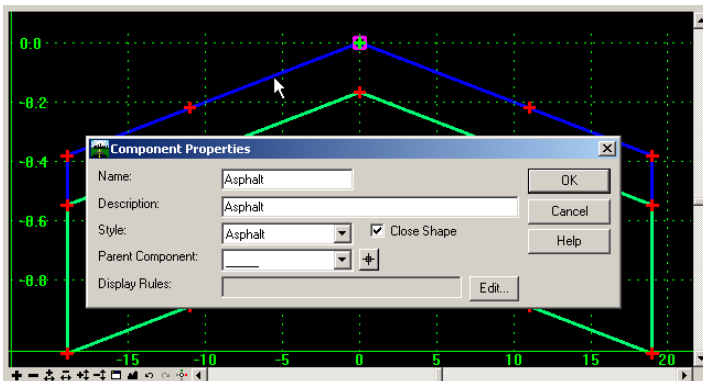 0.0
-0.2
Component Properties
-0.4
Name:
Asphalt
OK
Description:
Asphalt
Cancel
-0.6
Style:
Asphalt
Close Shape
Help
Parent Component:
-0.8
Display Rules:
Edit...
-15 -10 -5 0 5 10 15 20